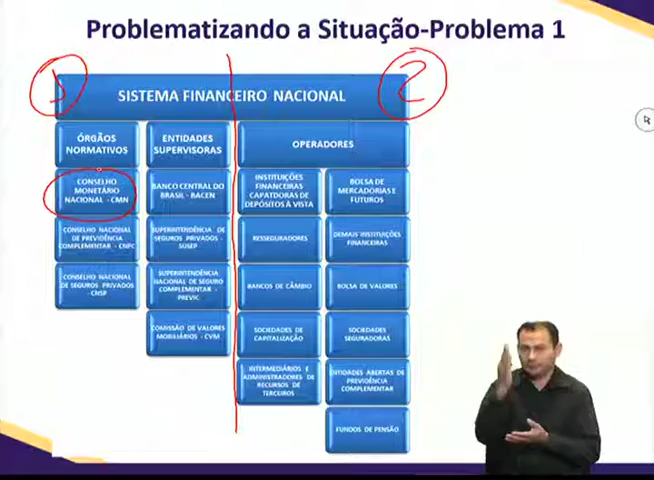 Problematizando a Situação-Problema 1
1
2
SISTEMA FINANCEIRO NACIONAL
ÓRGÃOS
NORMATIVOS
CONSELHO
MONETÁRIO
NACIONAL - CMN
CONSELHO NACIONAL
DE PREVIDÊNCIA
COMPLEMENTAR - CNPC
CONSELHO NACIONAL
DE SEGUROS PRIVADOS
- CNSP
ENTIDADES
SUPERVISORAS
BANCO CENTRAL DO
BRASIL - BACEN
SUPERINTENDÊNCIA DE
SEGUROS PRIVADOS -
SUSEP
SUPERINTENDÊNCIA
NACIONAL DE SEGURO
COMPLEMENTAR -
PREVIC
COMISSÃO DE VALORES
MOBILIÁRIOS - CVM
OPERADORES
INSTITUIÇÕES
FINANCEIRAS
CAPATDORAS DE
DEPÓSITOS À VISTA
RESSEGURADORES
BANCOS DE CÂMBIO
SOCIEDADES DE
CAPITALIZAÇÃO
INTERMEDIÁRIOS E
ADMINISTRADORES DE
RECURSOS DE
TERCEIROS
BOLSA DE
MERCADORIAS E
FUTUROS
DEMAIS INSTITUIÇÕES
FINANCEIRAS
BOLSA DE VALORES
SOCIEDADES
SEGURADORAS
ENTIDADES ABERTAS DE
PREVIDÊNCIA
COMPLEMENTAR
FUNDOS DE PENSÃO